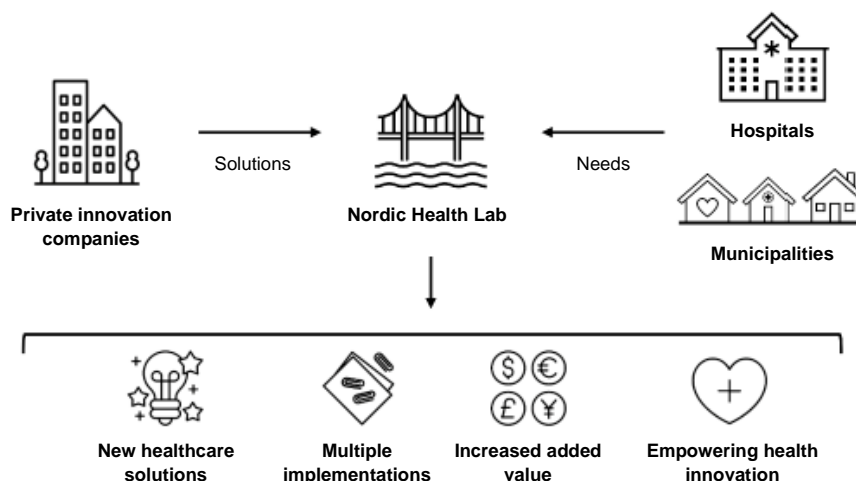 Hospitals
Solutions
Needs
Private innovation
companies
Nordic Health Lab
Municipalities
$ €
£ ¥
New healthcare
solutions
Multiple
implementations
Increased added
value
Empowering health
innovation